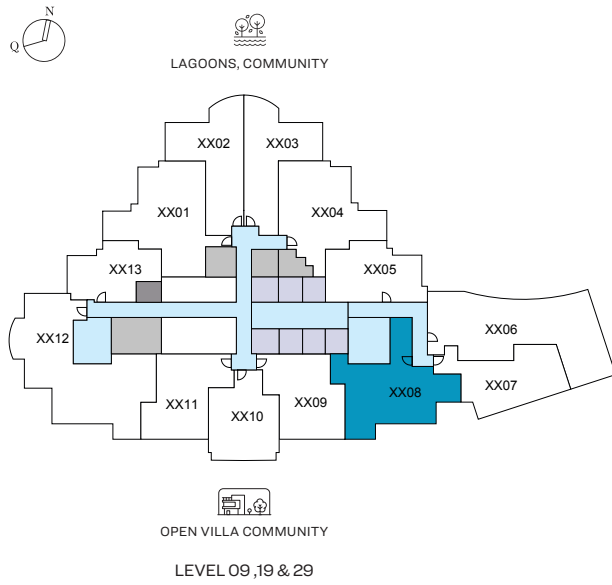 N
Q
LAGOONS, COMMUNITY
XX02
XX03
XX01
XX04
XX13
XX05
XX12
XX06
XX07
XX08
XX11
XX10
XX09
OPEN VILLA COMMUNITY
LEVEL 09 ,19 & 29